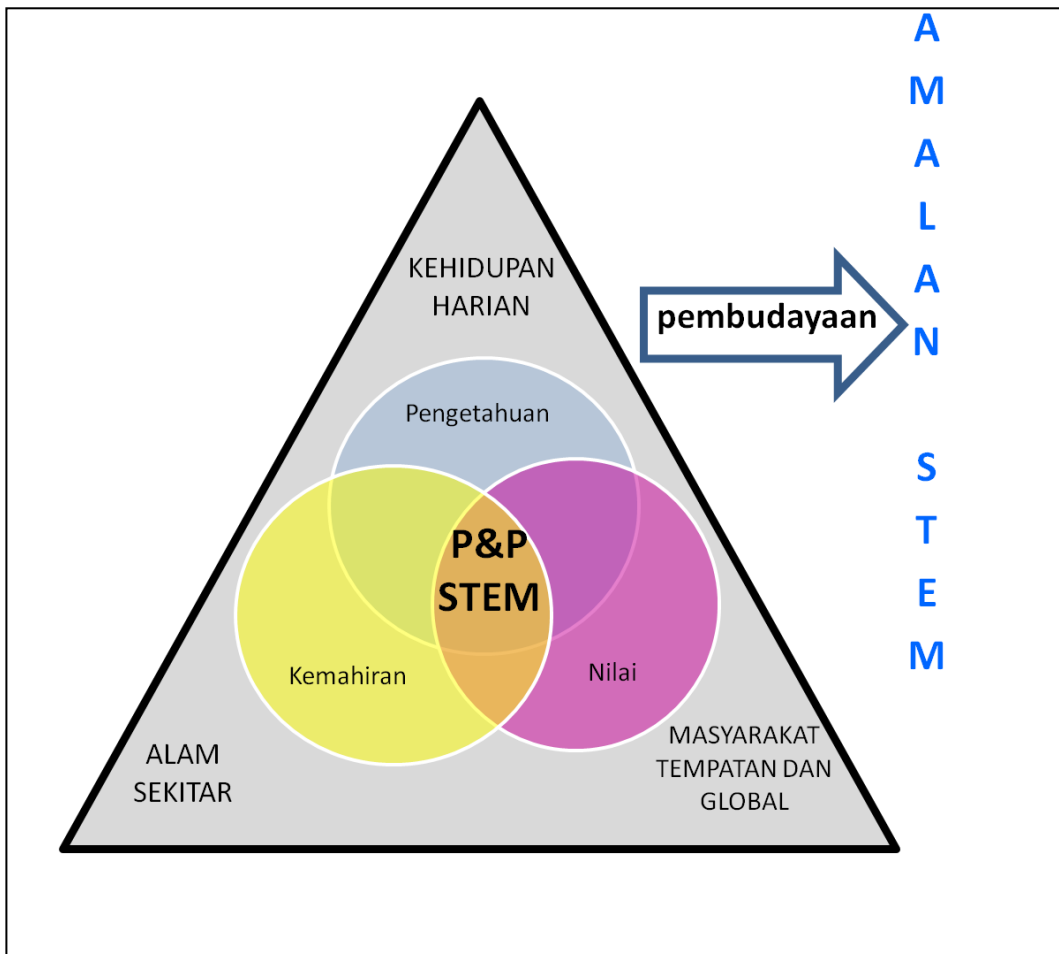 KEHIDUPAN
HARIAN
Pengetahuan
P&P
STEM
Kemahiran
Nilai
ALAM
SEKITAR
MASYARAKAT
TEMPATAN DAN
GLOBAL
pembudayaan
A
M
A
L
A
N
S
T
E
M